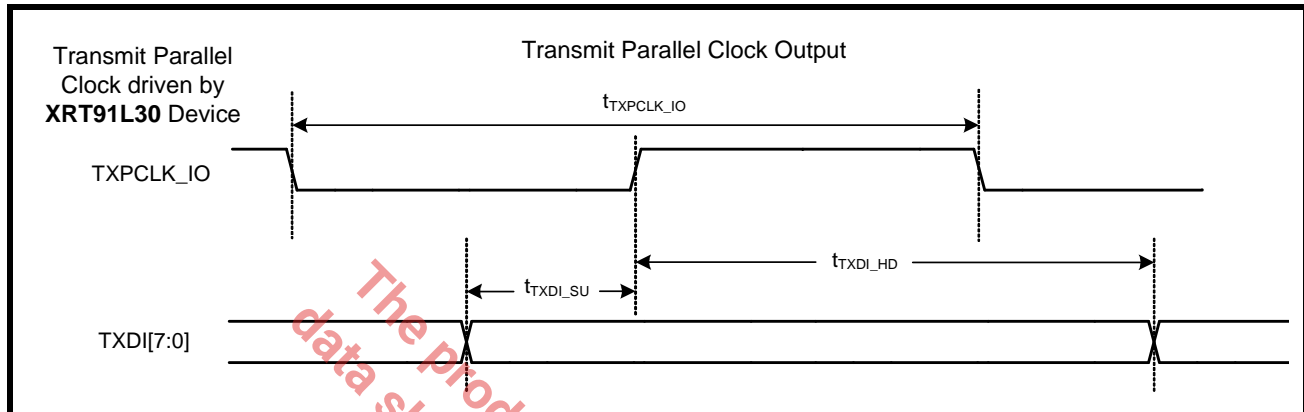 Transmit Parallel
Clock driven by
XRT91L30 Device
Transmit Parallel Clock Output
tTXPCLK_IO
TXPCLK_IO
tTXDI_HD
tTXDI_SU
TXDI[7:0]
The prod
data s